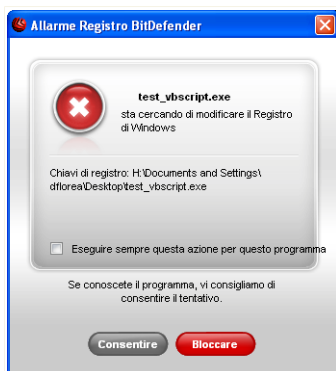 Allarme Registro BitDefender
test_vbscript.exe
sta cercando di modificare il Registro
di Windows
Chiavi di registro: H:\Documents and Settings\
dflorea\Desktop\test_vbscript.exe
Eseguire sempre questa azione per questo programma
Se conoscete il programma, vi consigliamo di
consentire il tentativo.
Consentire
Bloccare